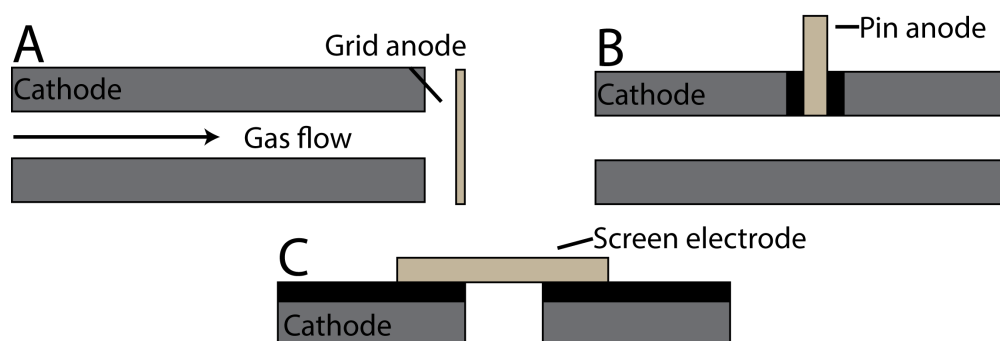 A
Grid anode
Cathode
Gas flow
B
Pin anode
Cathode
C
Screen electrode
Cathode